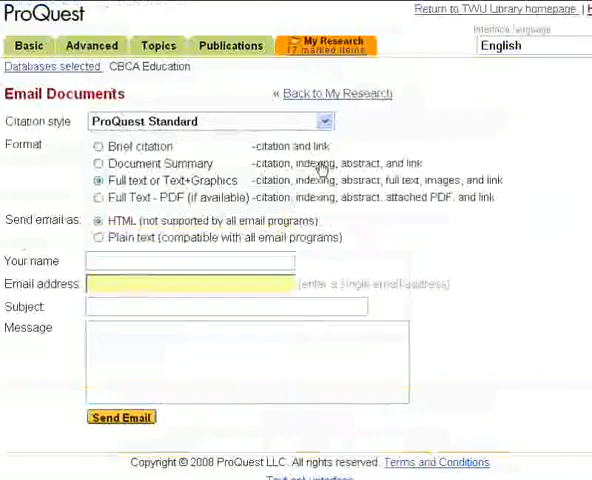 ProQuest
Return to TWU Library homepage |
Interface language
Basic Advanced Topics Publications My Research
17 marked items
English
Databases selected: CBCA Education
Email Documents « Back to My Research
Citation style ProQuest Standard
Format: Brief citation -citation and link
Document Summary -citation, indexing, abstract, and link
Full text or Text+Graphics -citation, indexing, abstract, full text, images, and link
Full Text - PDF (if available) -citation, indexing, abstract, attached PDF, and link
Send email as: HTML (not supported by all email programs)
Plain text (compatible with all email programs)
Your name
Email address: (enter a single email address)
Subject:
Message
Send Email
Copyright © 2008 ProQuest LLC. All rights reserved. Terms and Conditions
Text-only interface